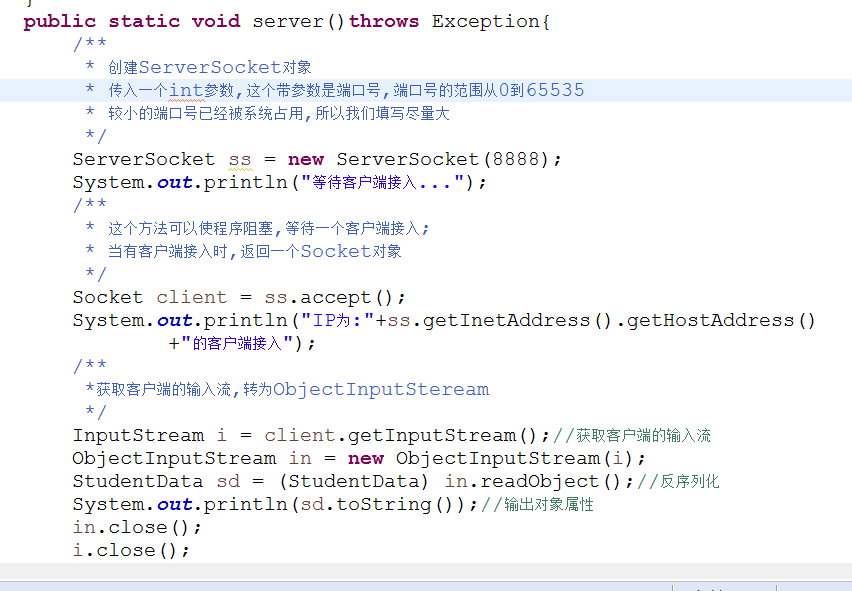 public static void server()throws Exception{
/**
* 创建ServerSocket对象
* 传入一个int参数,这个带参数是端口号,端口号的范围从0到65535
* 较小的端口号已经被系统占用,所以我们填写尽量大
*/
ServerSocket ss = new ServerSocket(8888);
System.out.println("等待客户端接入...");
/**
* 这个方法可以使程序阻塞,等待一个客户端接入;
* 当有客户端接入时,返回一个Socket对象
*/
Socket client = ss.accept();
System.out.println("IP为:"+ss.getInetAddress().getHostAddress()
+"的客户端接入");
/**
*获取客户端的输入流,转为ObjectInputSteream
*/
InputStream i = client.getInputStream();//获取客户端的输入流
ObjectInputStream in = new ObjectInputStream(i);
StudentData sd = (StudentData) in.readObject();//反序列化
System.out.println(sd.toString());//输出对象属性
in.close();
i.close();